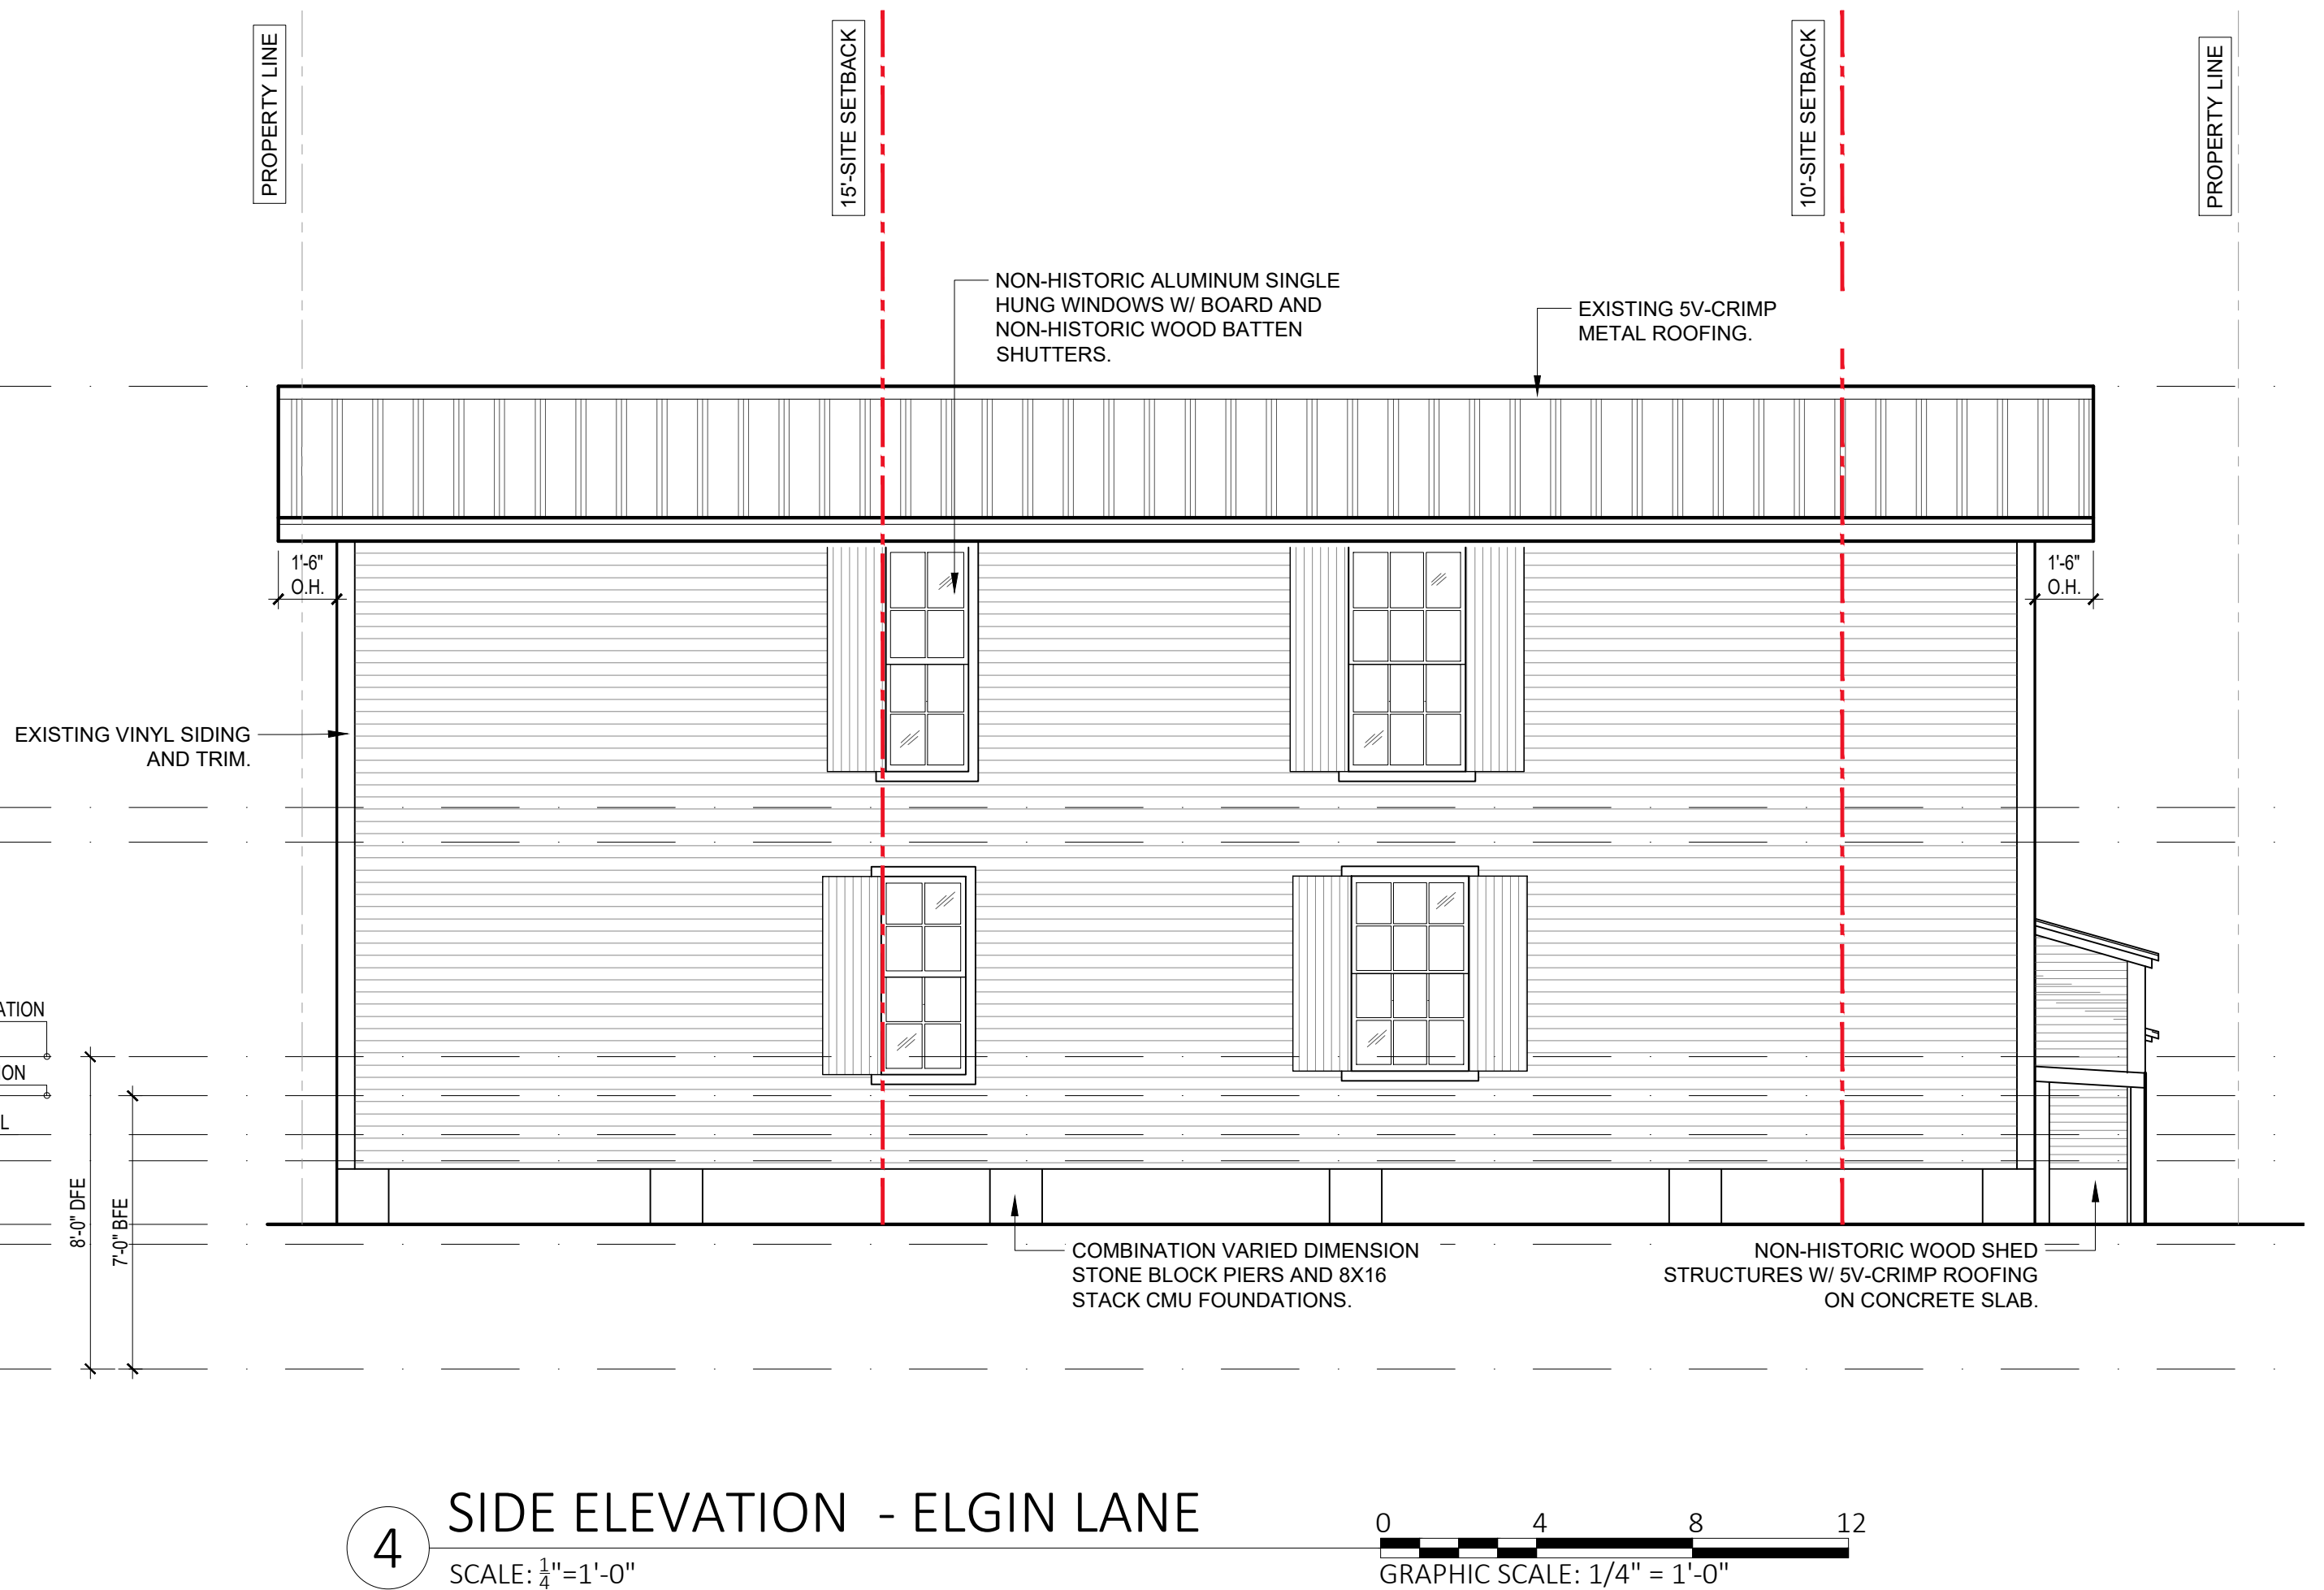 PROPERTY LINE
15'-SITE SETBACK
10'-SITE SETBACK
PROPERTY LINE
NON-HISTORIC ALUMINUM SINGLE
HUNG WINDOWS W/ BOARD AND
NON-HISTORIC WOOD BATTEN
SHUTTERS.
EXISTING 5V-CRIMP
METAL ROOFING.
1'-6"
O.H.
1'-6"
O.H.
EXISTING VINYL SIDING
AND TRIM.
ATION
ON
L
8'-0" DFE
7'-0" BFE
COMBINATION VARIED DIMENSION
STONE BLOCK PIERS AND 8X16
STACK CMU FOUNDATIONS.
NON-HISTORIC WOOD SHED
STRUCTURES W/ 5V-CRIMP ROOFING
ON CONCRETE SLAB.
4
SIDE ELEVATION - ELGIN LANE
SCALE: 1/4"=1'-0"
0 4 8 12
GRAPHIC SCALE: 1/4" = 1'-0"